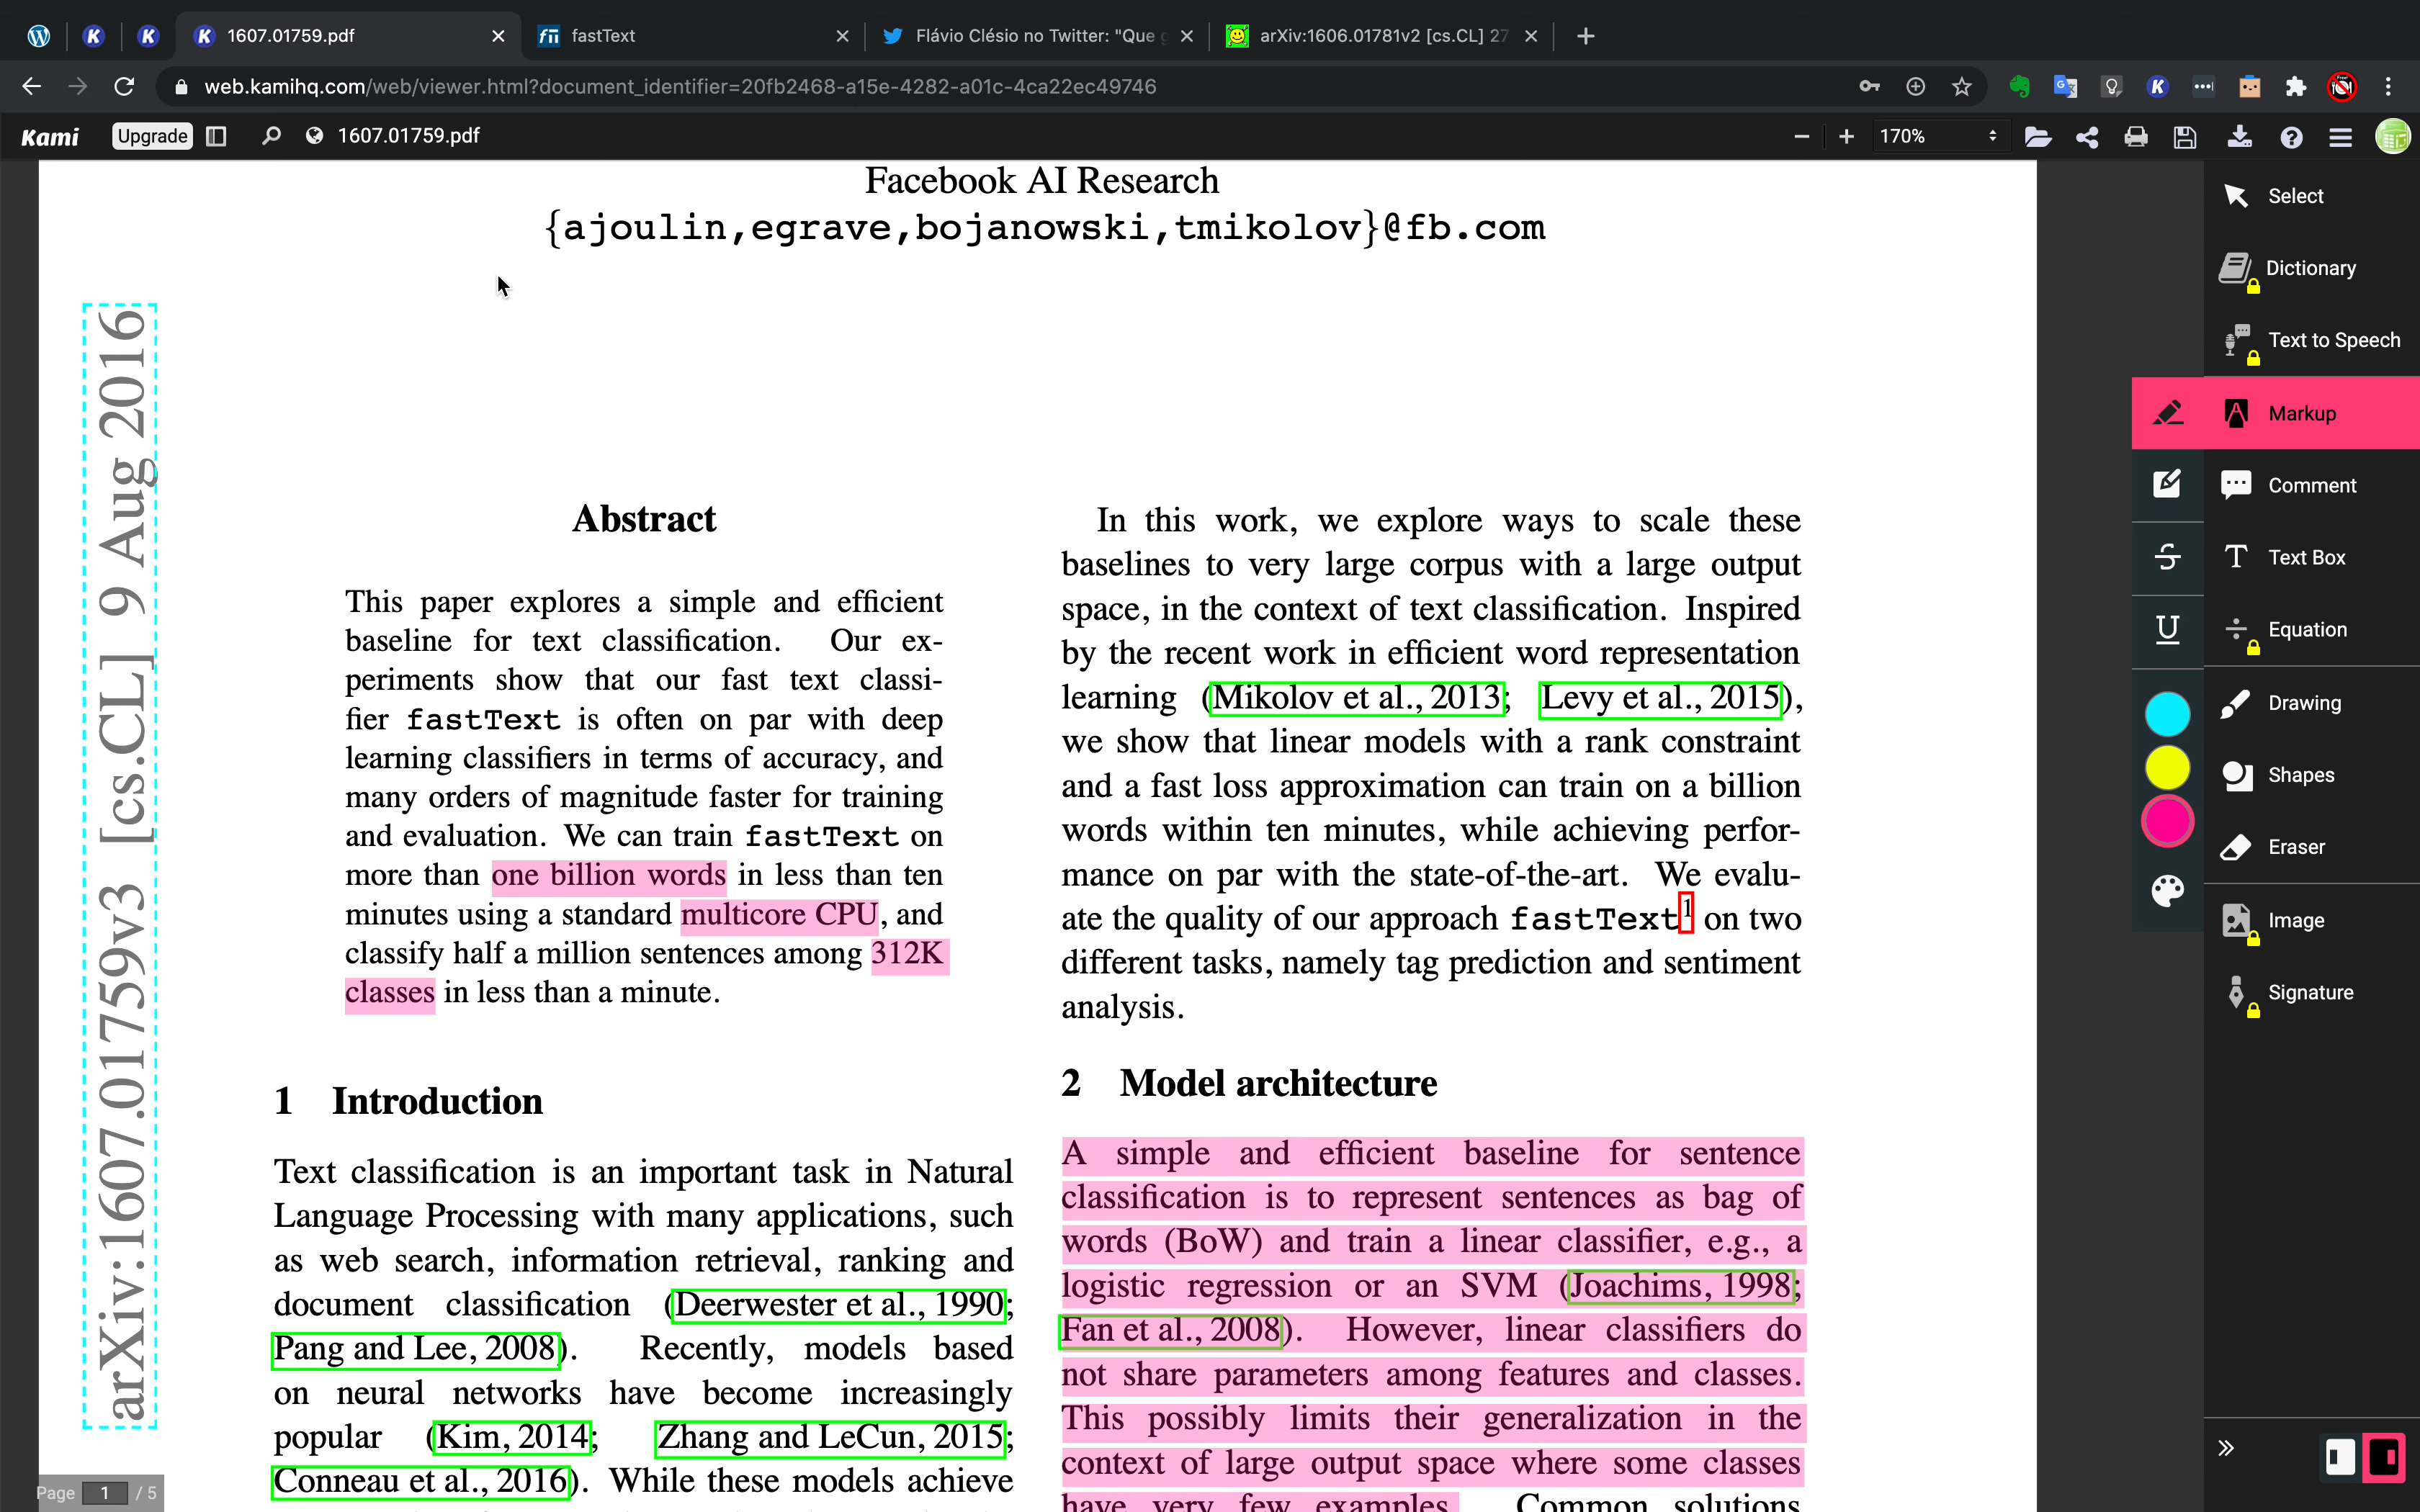 1607.01759.pdf
fastText
Flávio Clésio no Twitter: "Que
arXiv:1606.01781v2 [cs.CL] 27
web.kamihq.com/web/viewer.html?document_identifier=20fb2468-a15e-4282-a01c-4ca22ec49746
Kami
Upgrade
1607.01759.pdf
170%
Facebook AI Research
{ajoulin,egrave,bojanowski,tmikolov}@fb.com
arXiv:1607.01759v3 [cs.CL] 9 Aug 2016
Abstract
This paper explores a simple and efficient
baseline for text classification. Our ex-
periments show that our fast text classi-
fier fastText is often on par with deep
learning classifiers in terms of accuracy, and
many orders of magnitude faster for training
and evaluation. We can train fastText on
more than one billion words in less than ten
minutes using a standard multicore CPU, and
classify half a million sentences among 312K
classes in less than a minute.
1 Introduction
Text classification is an important task in Natural
Language Processing with many applications, such
as web search, information retrieval, ranking and
document classification (Deerwester et al., 1990;
Pang and Lee, 2008). Recently, models based
on neural networks have become increasingly
popular (Kim, 2014; Zhang and LeCun, 2015;
Conneau et al., 2016). While these models achieve
In this work, we explore ways to scale these
baselines to very large corpus with a large output
space, in the context of text classification. Inspired
by the recent work in efficient word representation
learning (Mikolov et al., 2013; Levy et al., 2015),
we show that linear models with a rank constraint
and a fast loss approximation can train on a billion
words within ten minutes, while achieving perfor-
mance on par with the state-of-the-art. We evalu-
ate the quality of our approach fastText1 on two
different tasks, namely tag prediction and sentiment
analysis.
2 Model architecture
A simple and efficient baseline for sentence
classification is to represent sentences as bag of
words (BoW) and train a linear classifier, e.g., a
logistic regression or an SVM (Joachims, 1998;
Fan et al., 2008). However, linear classifiers do
not share parameters among features and classes.
This possibly limits their generalization in the
context of large output space where some classes
have very few examples. Common solutions
Select
Dictionary
Text to Speech
Markup
Comment
Text Box
Equation
Drawing
Shapes
Eraser
Image
Signature
Page 1 / 5